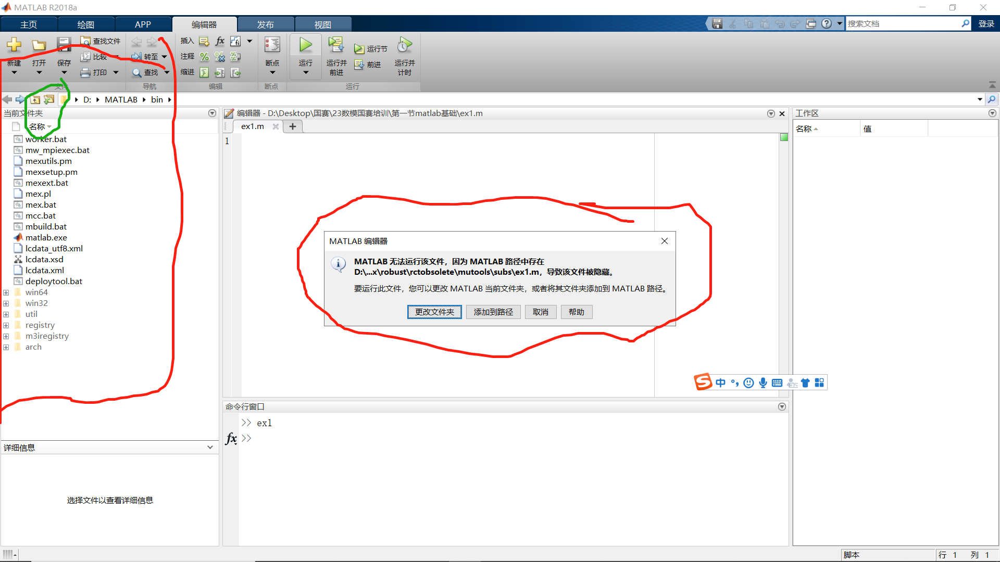 MATLAB R2018a
主页 绘图 APP 编辑器 发布 视图 搜索文档 登录
新建 打开 保存 查找文件 比较 打印 转至 查找 插入 注释 缩进 断点 运行 运行并前进 运行节 前进 运行并计时
文件 导航 编辑 断点 运行
D: MATLAB bin
当前文件夹
名称
worker.bat
mw_mpiexec.bat
mexutils.pm
mexsetup.pm
mexext.bat
mex.pl
mex.bat
mcc.bat
mbuild.bat
matlab.exe
lcdata_utf8.xml
lcdata.xsd
lcdata.xml
deploytool.bat
win64
win32
util
registry
m3iregistry
arch
详细信息
选择文件以查看详细信息
编辑器 - D:\Desktop\国赛\23数模国赛培训\第一节matlab基础\ex1.m
ex1.m
1
MATLAB 编辑器
MATLAB 无法运行该文件，因为 MATLAB 路径中存在
D:\...x\robust\rctobsolete\mutools\subs\ex1.m，导致该文件被隐藏。
要运行此文件，您可以更改 MATLAB 当前文件夹，或者将其文件夹添加到 MATLAB 路径。
更改文件夹 添加到路径 取消 帮助
中
命令行窗口
>> ex1
fx >>
工作区
名称 值
脚本 行 1 列 1